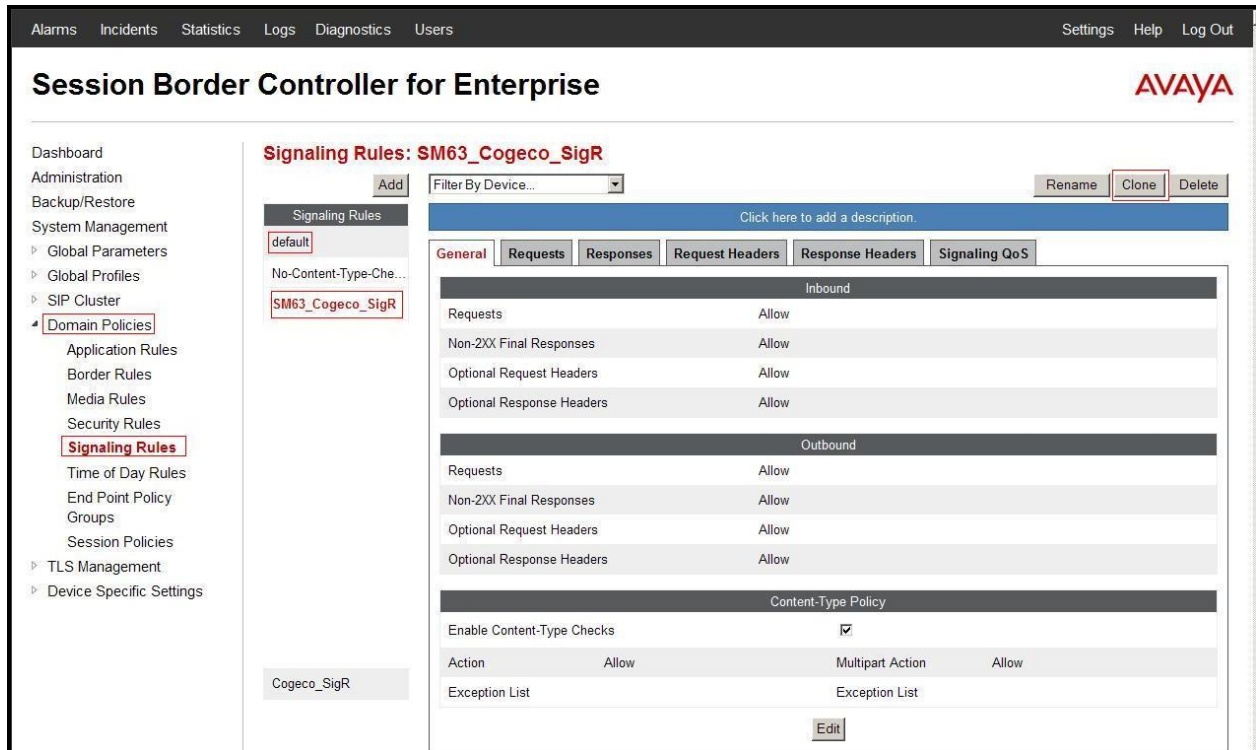 Alarms Incidents Statistics Logs Diagnostics Users Settings Help Log Out
Session Border Controller for Enterprise
AVAYA
Dashboard
Administration
Backup/Restore
System Management
Global Parameters
Global Profiles
SIP Cluster
Domain Policies
Application Rules
Border Rules
Media Rules
Security Rules
Signaling Rules
Time of Day Rules
End Point Policy
Groups
Session Policies
TLS Management
Device Specific Settings
Signaling Rules: SM63_Cogeco_SigR
Add
Filter By Device...
Rename Clone Delete
Signaling Rules
default
No-Content-Type-Che...
SM63_Cogeco_SigR
Cogeco_SigR
Click here to add a description.
General Requests Responses Request Headers Response Headers Signaling QoS
Inbound
Requests Allow
Non-2XX Final Responses Allow
Optional Request Headers Allow
Optional Response Headers Allow
Outbound
Requests Allow
Non-2XX Final Responses Allow
Optional Request Headers Allow
Optional Response Headers Allow
Content-Type Policy
Enable Content-Type Checks
Action Allow Multipart Action Allow
Exception List Exception List
Edit